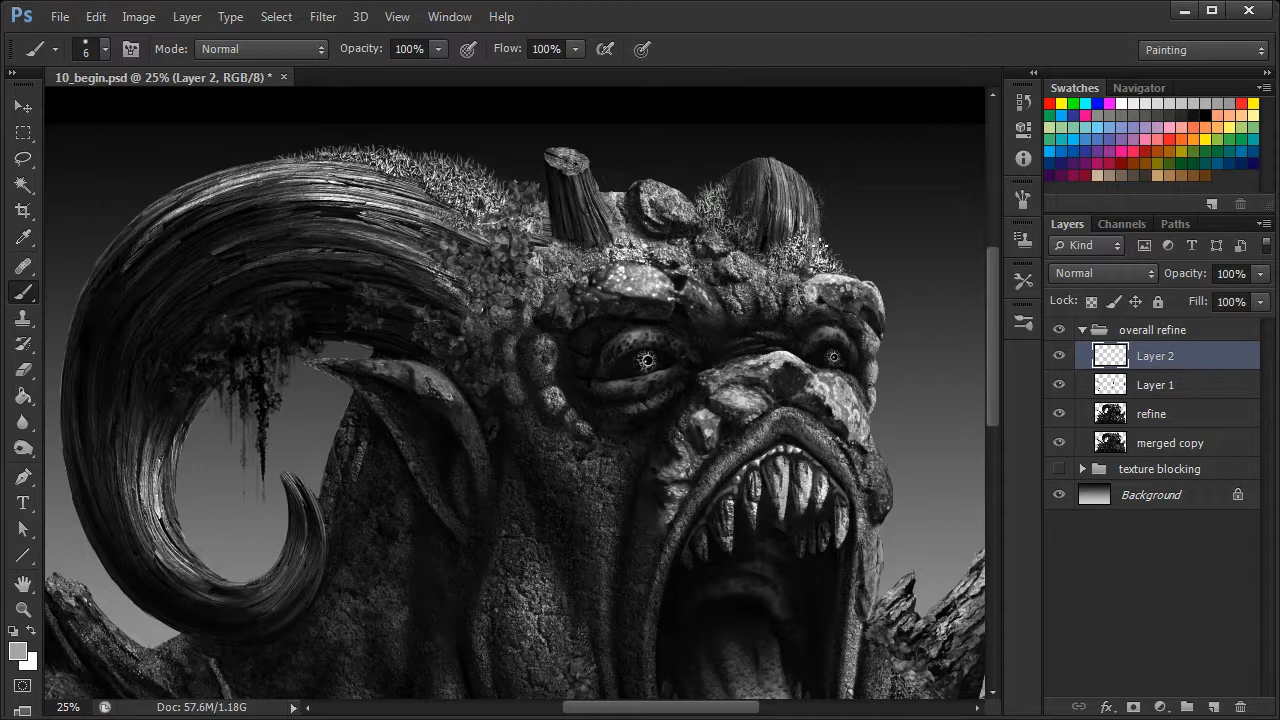 Ps File Edit Image Layer Type Select Filter 3D View Window Help
6 Mode: Normal Opacity: 100% Flow: 100% Painting
10_begin.psd @ 25% (Layer 2, RGB/8) *
Swatches Navigator
Layers Channels Paths
Kind
Normal Opacity: 100%
Lock: Fill: 100%
overall refine
Layer 2
Layer 1
refine
merged copy
texture blocking
Background
25% Doc: 57.6M/1.18G
fx